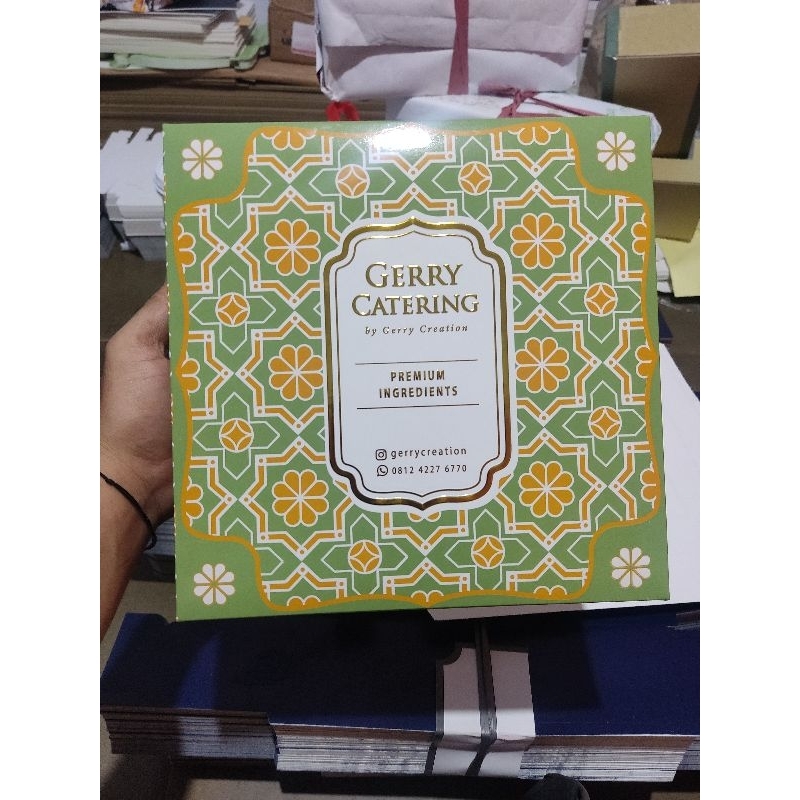 GERRY
CATERING
by Gerry Creation
PREMIUM
INGREDIENTS
gerrycreation
0812 4227 6770